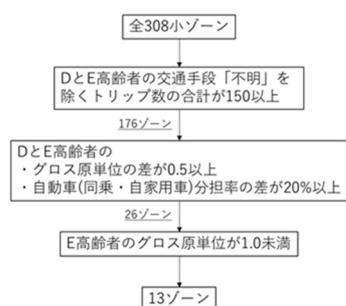 全308小ゾーン
DとE高齢者の交通手段「不明」を
除くトリップ数の合計が150以上
176ゾーン
DとE高齢者の
・グロス原単位の差が0.5以上
・自動車(同乗・自家用車)分担率の差が20%以上
26ゾーン
E高齢者のグロス原単位が1.0未満
13ゾーン